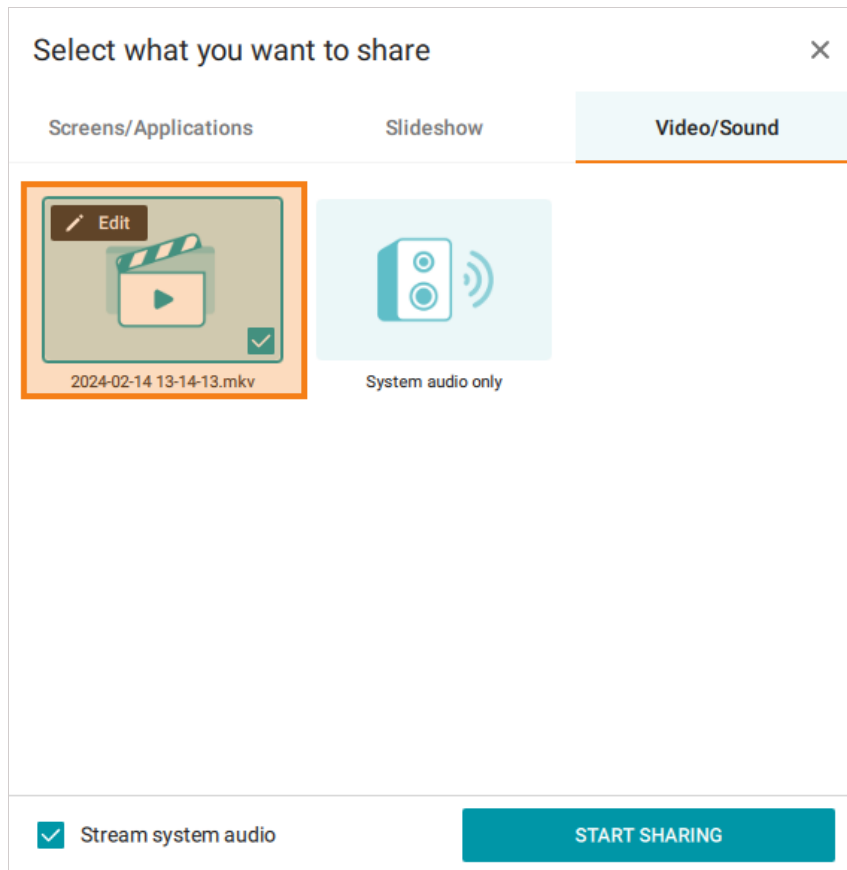 Select what you want to share
Screens/Applications
Slideshow
Video/Sound
Edit
2024-02-14 13-14-13.mkv
System audio only
Stream system audio
START SHARING